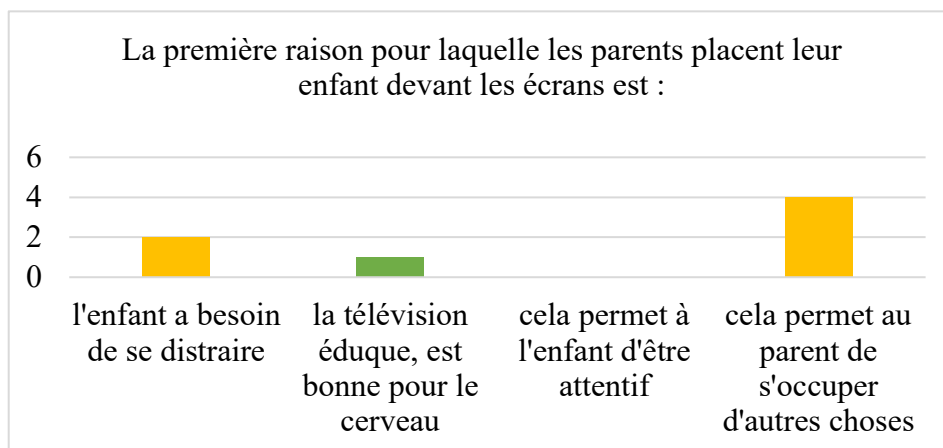 La première raison pour laquelle les parents placent leur
enfant devant les écrans est :
6
4
2
0
l'enfant a besoin
de se distraire
la télévision
éduque, est
bonne pour le
cerveau
cela permet à
l'enfant d'être
attentif
cela permet au
parent de
s'occuper
d'autres choses